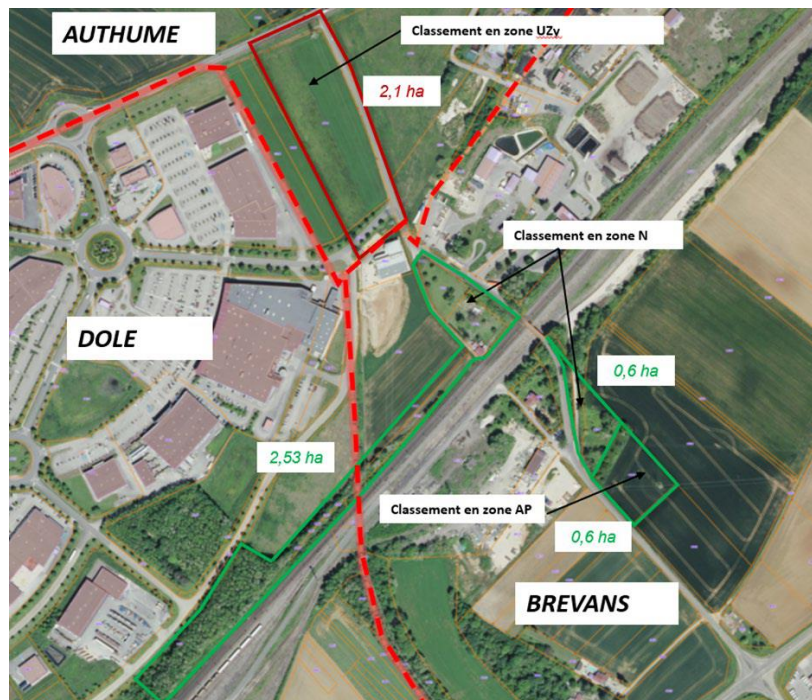 AUTHUME
Classement en zone UZy
2,1 ha
Classement en zone N
DOLE
0,6 ha
2,53 ha
Classement en zone AP
0,6 ha
BREVANS